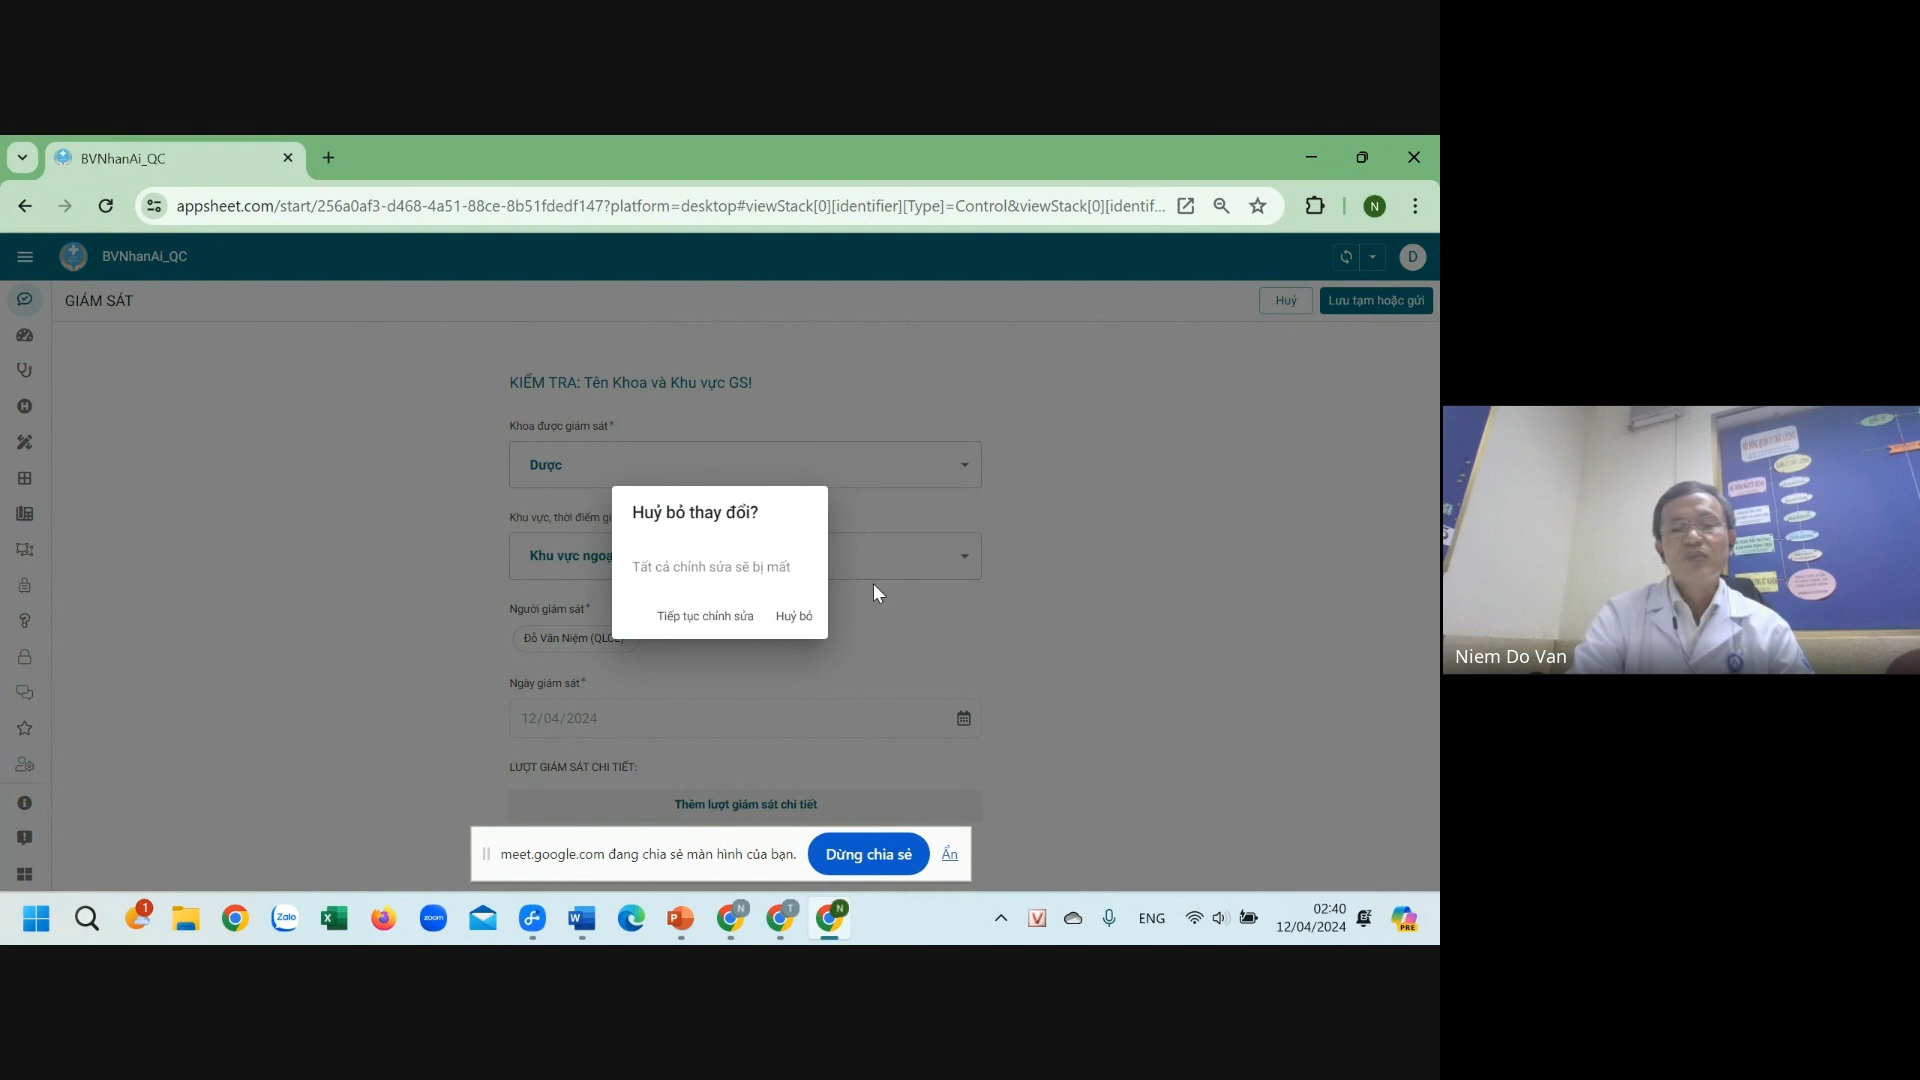 BVNhanAi_QC
appsheet.com/start/256a0af3-d468-4a51-88ce-8b51fdedf147?platform=desktop#viewStack[0][identifier][Type]=Control&viewStack[0][identif...
N
BVNhanAi_QC
D
GIÁM SÁT
Huỷ
Lưu tạm hoặc gửi
KIỂM TRA: Tên Khoa và Khu vực GS!
Khoa được giám sát*
Dược
Khu vực, thời điểm gi
Khu vực ngoạ
Huỷ bỏ thay đổi?
Tất cả chỉnh sửa sẽ bị mất
Tiếp tục chỉnh sửa
Huỷ bỏ
Người giám sát*
Đỗ Văn Niệm (QLCL)
Ngày giám sát*
12/04/2024
LƯỢT GIÁM SÁT CHI TIẾT:
Thêm lượt giám sát chi tiết
meet.google.com đang chia sẻ màn hình của bạn.
Dừng chia sẻ
Ẩn
1
Zalo
zoom
N
T
N
ENG
02:40
12/04/2024
PRE
Niem Do Van